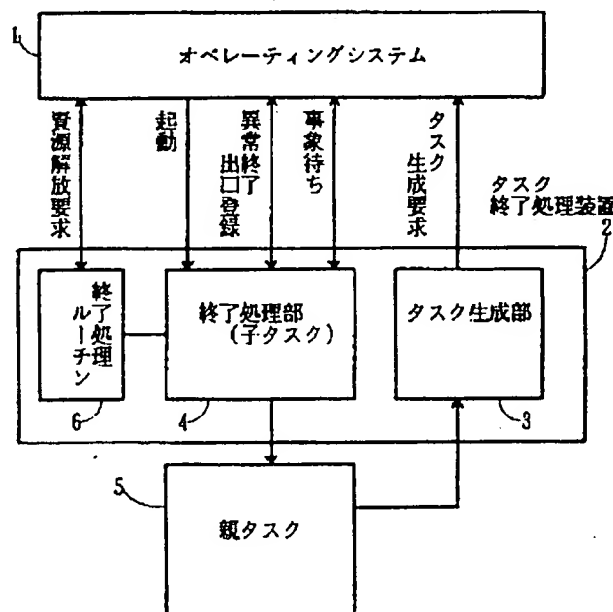 1
オペレーティングシステム
資源解放要求
起動
異常終了
出口登録
事象待ち
タスク
生成要求
タスク
終了処理装置
2
終了処理
ルーチン
6
終了処理部
(子タスク)
4
タスク生成部
3
5
親タスク